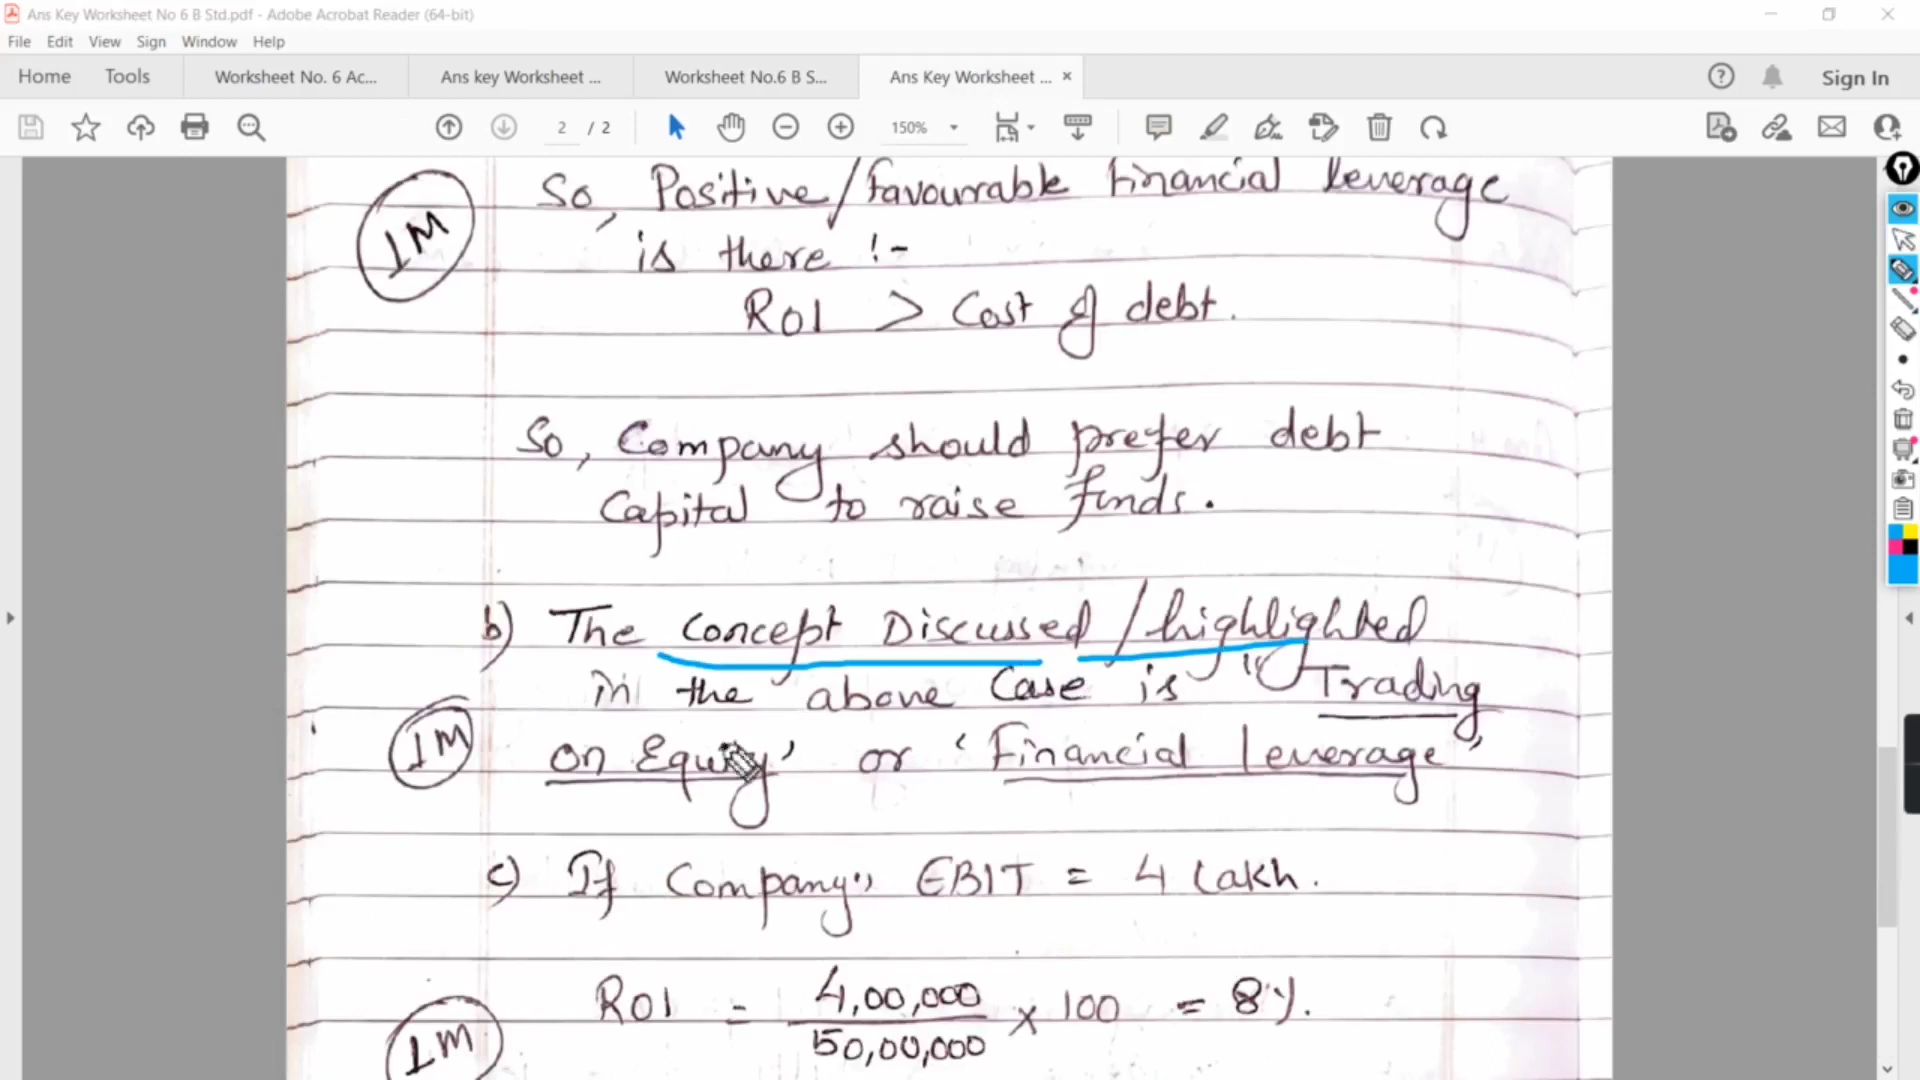 Ans Key Worksheet No 6 B Std.pdf - Adobe Acrobat Reader (64-bit)
File Edit View Sign Window Help
Home Tools Worksheet No. 6 Ac... Ans key Worksheet ... Worksheet No.6 B S... Ans Key Worksheet ... × Sign In
2 / 2 150%
So, Positive/favourable financial leverage
1M
is there :-
ROI > Cost of debt.
So, Company should prefer debt
Capital to raise funds.
b) The Concept Discussed / highlighted
in the above Case is "Trading
1M
on Equity' or 'Financial leverage'
c) If Company's EBIT = 4 lakh.
ROI = 4,00,000 / 50,00,000 × 100 = 8%.
1M